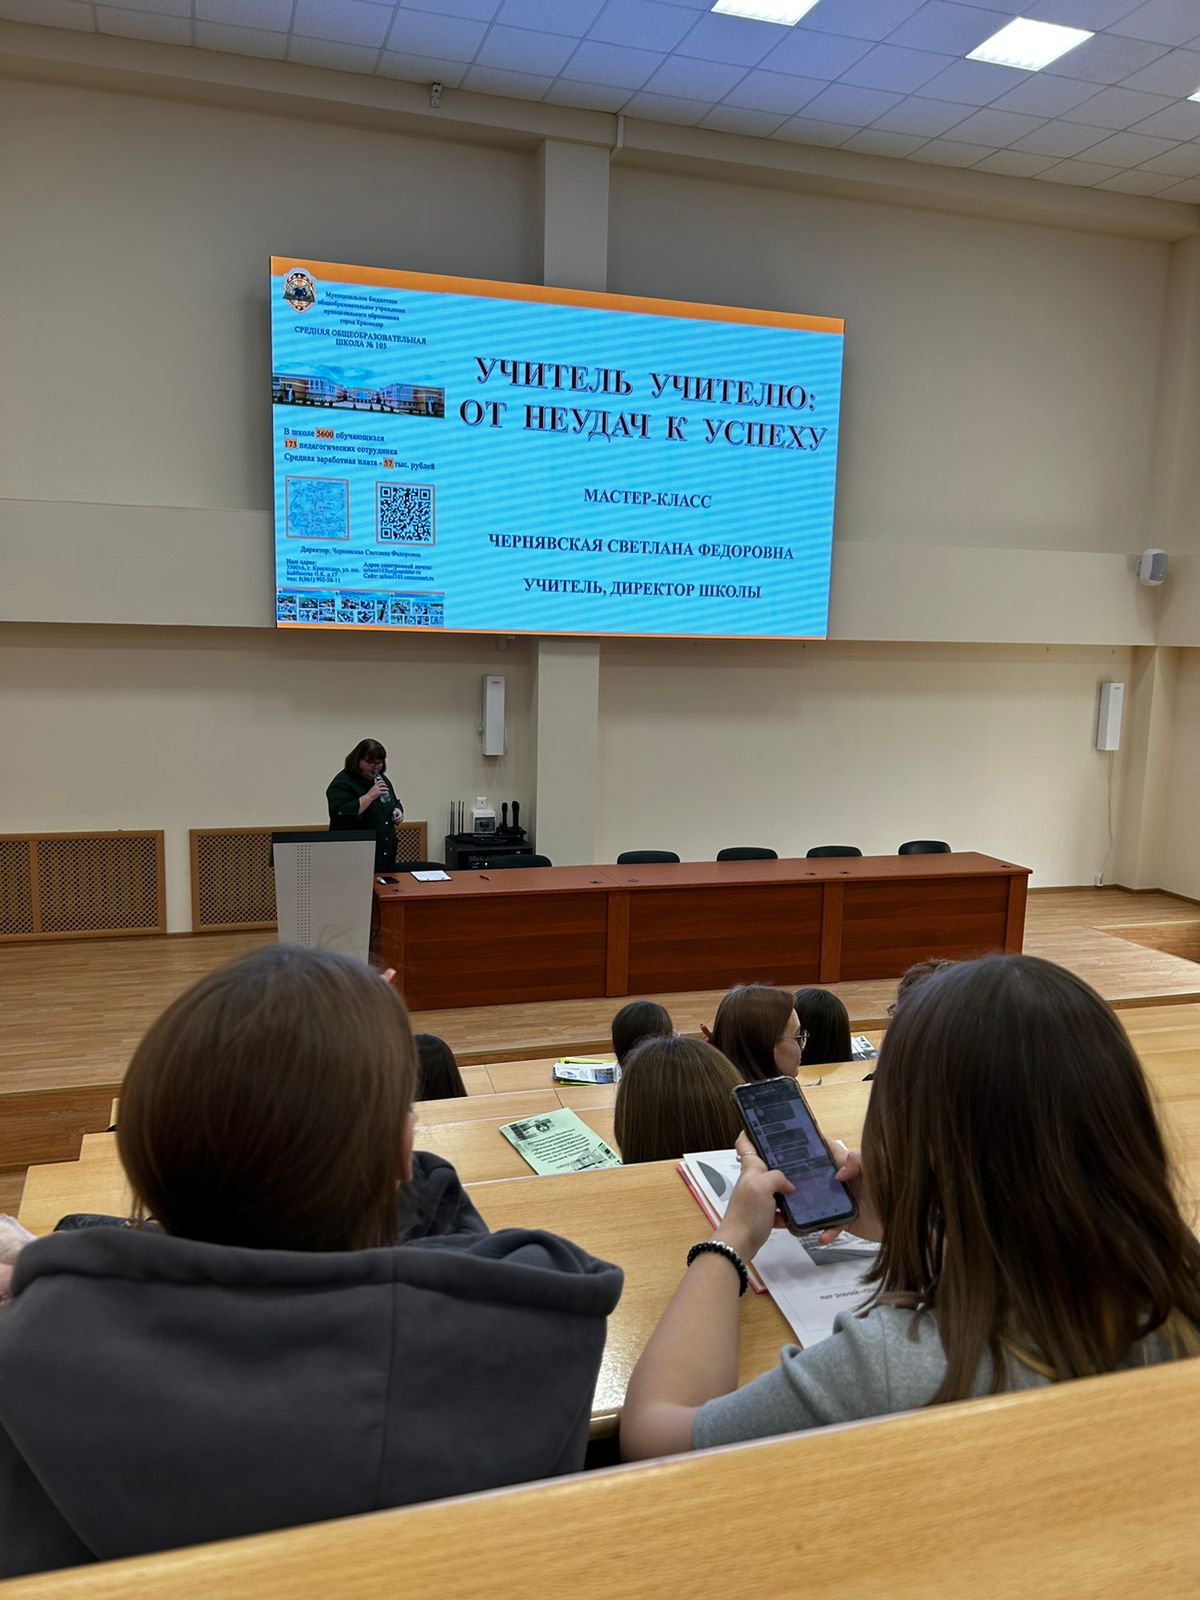 Муниципальное бюджетное
общеобразовательное учреждение
муниципального образования
город Краснодар
СРЕДНЯЯ ОБЩЕОБРАЗОВАТЕЛЬНАЯ
ШКОЛА № 103
В школе 5600 обучающихся
173 педагогических сотрудника
Средняя заработная плата - 57 тыс. рублей
Директор: Чернявская Светлана Федоровна
Наш адрес:
Адрес электронной почты:
УЧИТЕЛЬ УЧИТЕЛЮ:
ОТ НЕУДАЧ К УСПЕХУ
МАСТЕР-КЛАСС
ЧЕРНЯВСКАЯ СВЕТЛАНА ФЕДОРОВНА
УЧИТЕЛЬ, ДИРЕКТОР ШКОЛЫ